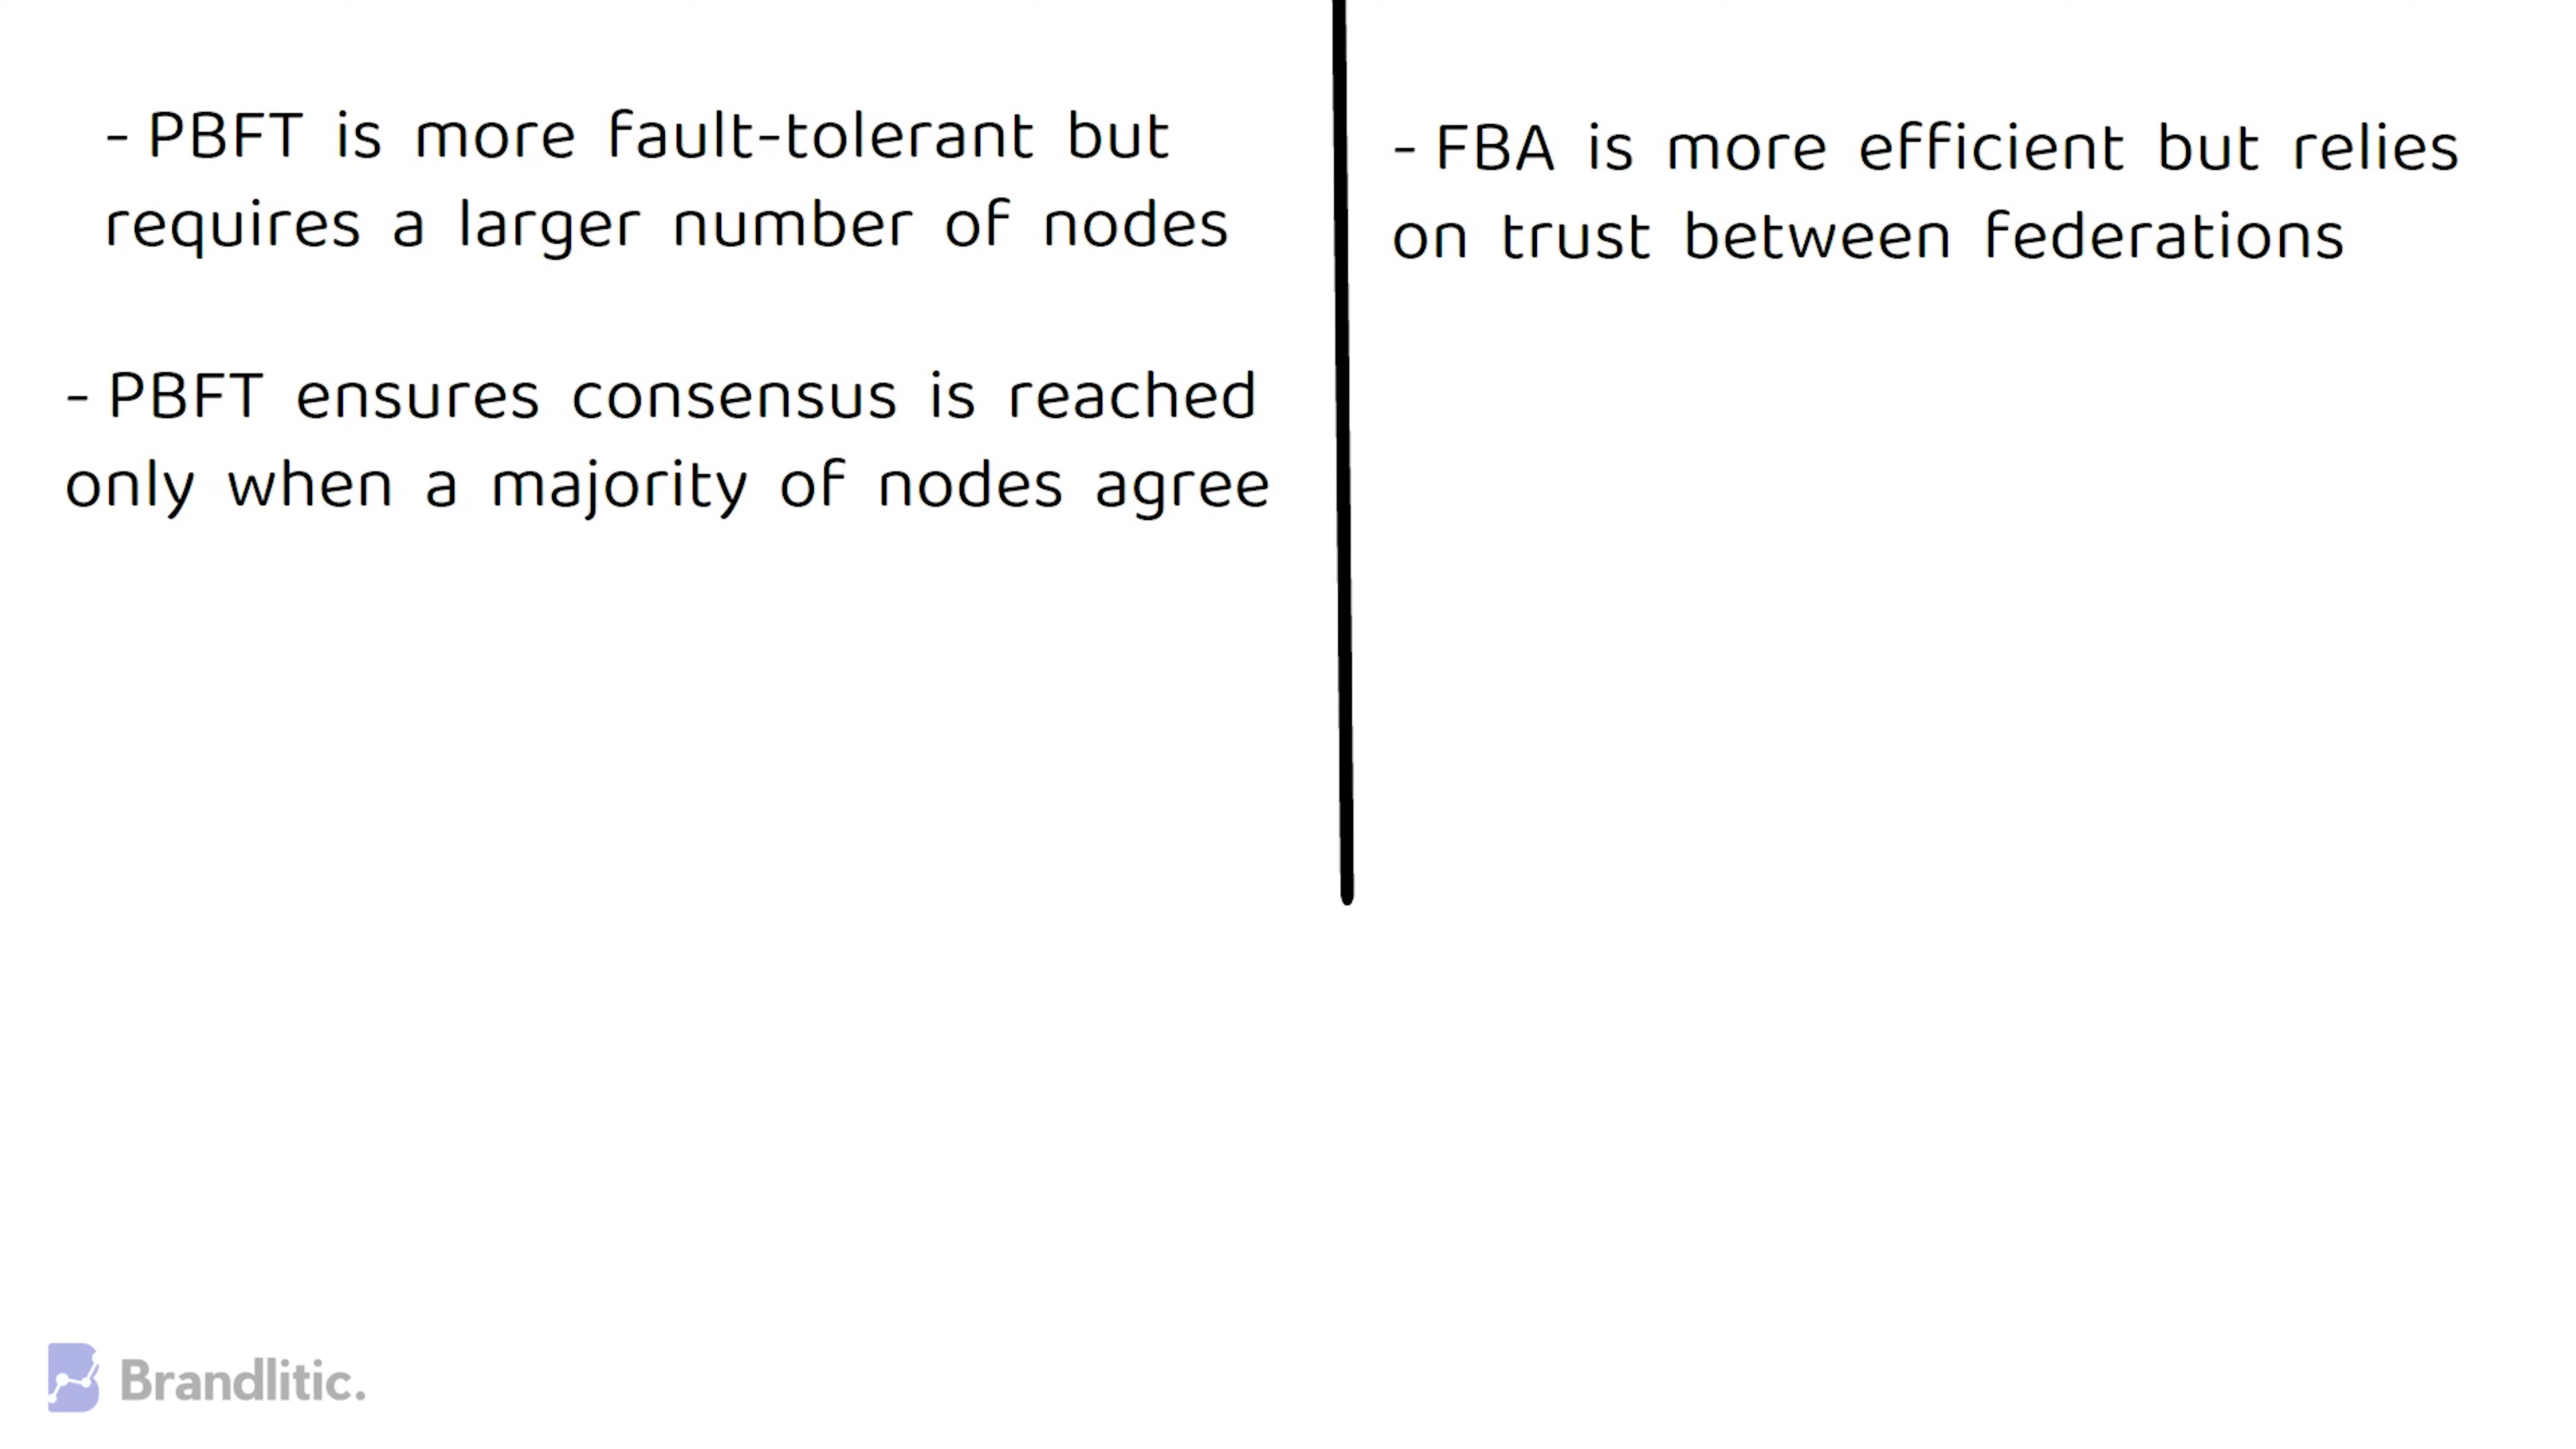 - PBFT is more fault-tolerant but
requires a larger number of nodes
- PBFT ensures consensus is reached
only when a majority of nodes agree
- FBA is more efficient but relies
on trust between federations
Brandlitic.